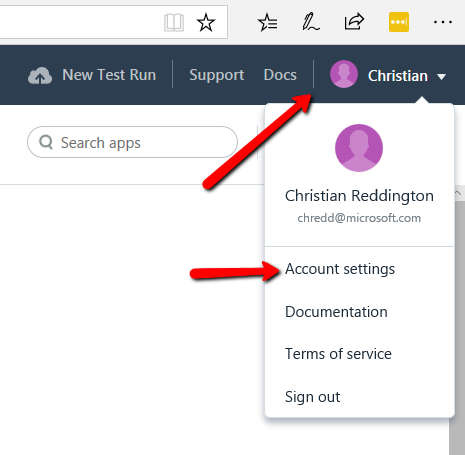 New Test Run
Support
Docs
Christian
Search apps
Christian Reddington
chredd@microsoft.com
Account settings
Documentation
Terms of service
Sign out